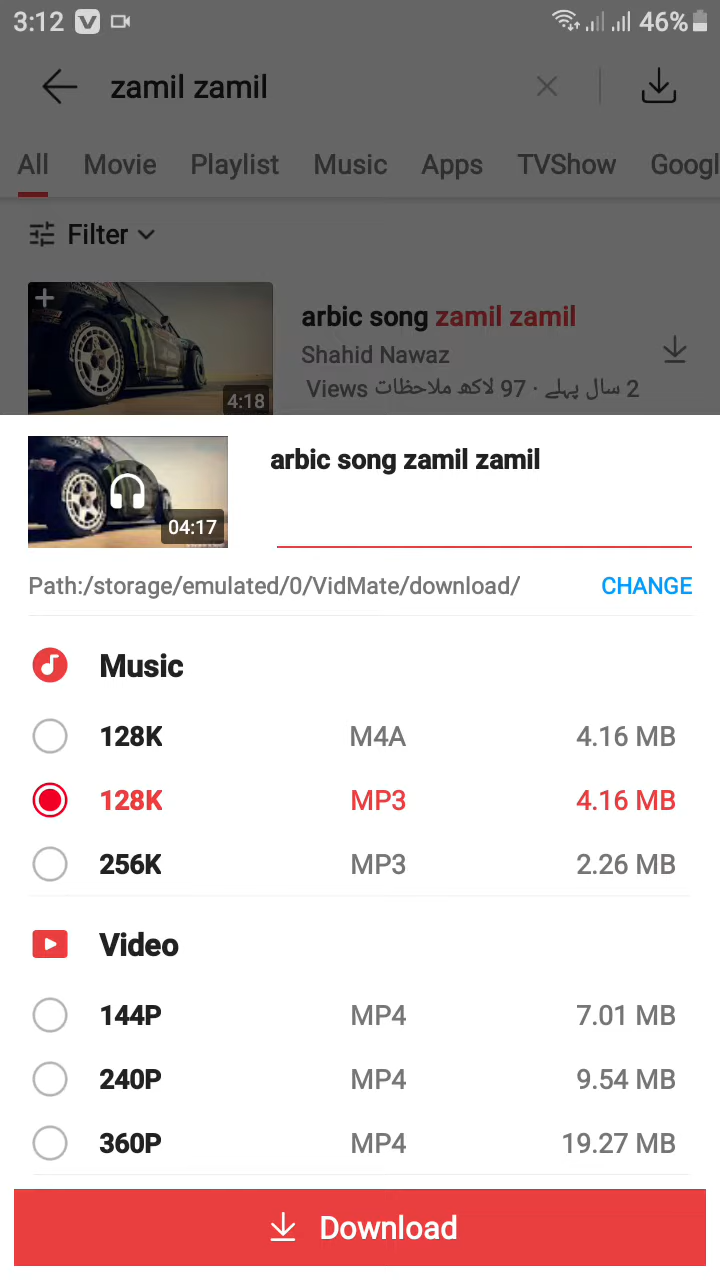 3:12 46%
zamil zamil
All Movie Playlist Music Apps TVShow Googl
Filter
arbic song zamil zamil
Shahid Nawaz
2 سال پہلے · 97 لاکھ ملاحظات Views
4:18
arbic song zamil zamil
04:17
Path:/storage/emulated/0/VidMate/download/ CHANGE
Music
128K M4A 4.16 MB
128K MP3 4.16 MB
256K MP3 2.26 MB
Video
144P MP4 7.01 MB
240P MP4 9.54 MB
360P MP4 19.27 MB
Download